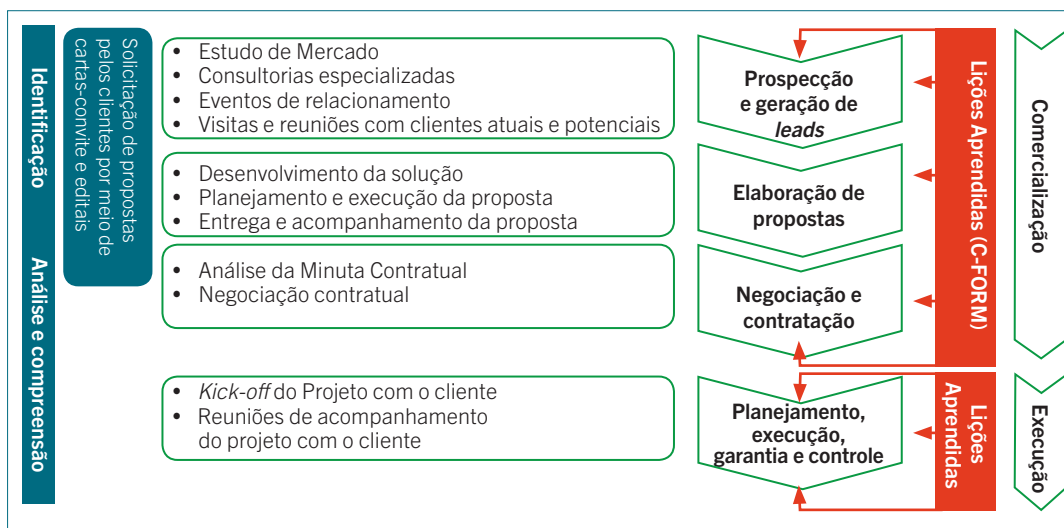 Identificação
Análise e compreensão
Solicitação de propostas
pelos clientes por meio de
cartas-convite e editais
• Estudo de Mercado
• Consultorias especializadas
• Eventos de relacionamento
• Visitas e reuniões com clientes atuais e potenciais
Prospecção
e geração de
leads
• Desenvolvimento da solução
• Planejamento e execução da proposta
• Entrega e acompanhamento da proposta
Elaboração de
propostas
• Análise da Minuta Contratual
• Negociação contratual
Negociação e
contratação
Lições Aprendidas (C-FORM)
Comercialização
• Kick-off do Projeto com o cliente
• Reuniões de acompanhamento
do projeto com o cliente
Planejamento,
execução,
garantia e controle
Lições
Aprendidas
Execução